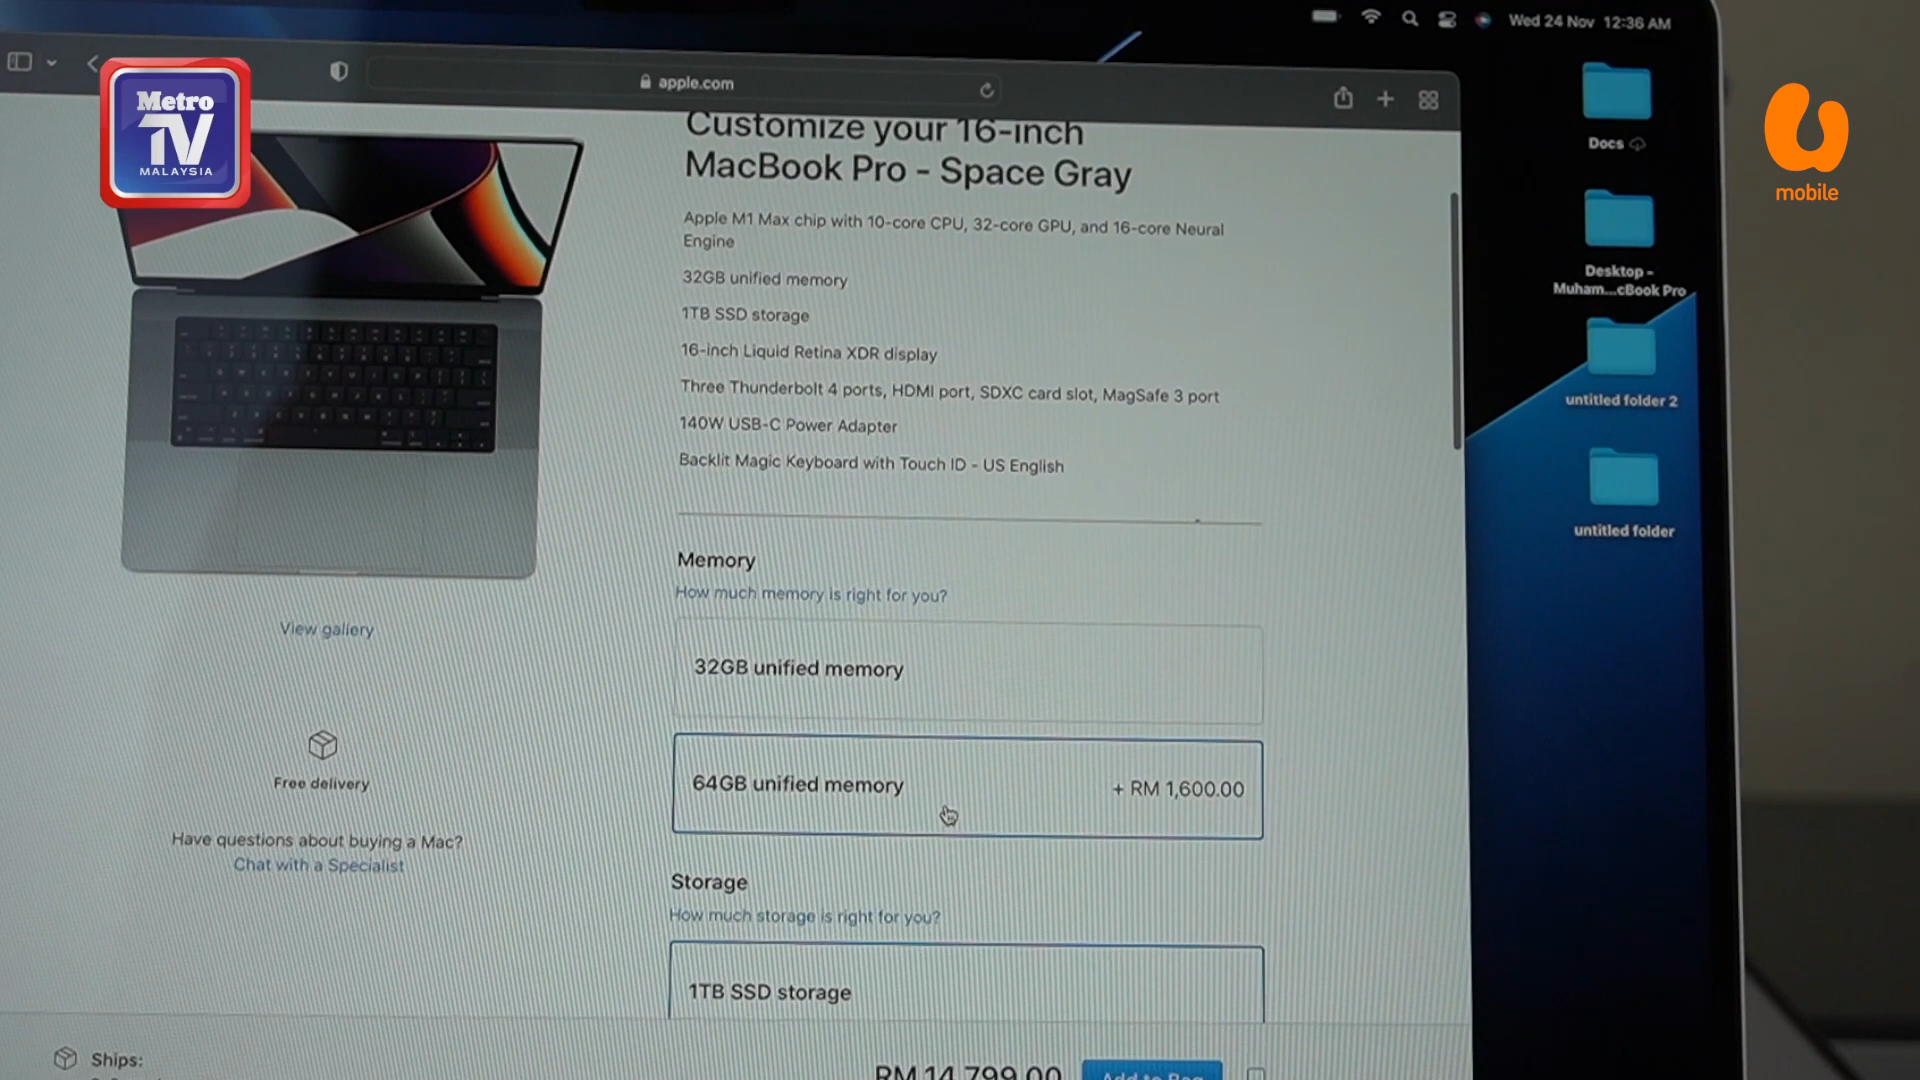 Wed 24 Nov 12:36 AM
apple.com
Metro
TV
MALAYSIA
mobile
Customize your 16-inch
MacBook Pro - Space Gray
Apple M1 Max chip with 10-core CPU, 32-core GPU, and 16-core Neural
Engine
32GB unified memory
1TB SSD storage
16-inch Liquid Retina XDR display
Three Thunderbolt 4 ports, HDMI port, SDXC card slot, MagSafe 3 port
140W USB-C Power Adapter
Backlit Magic Keyboard with Touch ID - US English
Memory
How much memory is right for you?
32GB unified memory
64GB unified memory + RM 1,600.00
Storage
How much storage is right for you?
1TB SSD storage
View gallery
Free delivery
Have questions about buying a Mac?
Chat with a Specialist
Ships:
RM 14,799.00
Add to Bag
Docs
Desktop -
Muham...cBook Pro
untitled folder 2
untitled folder